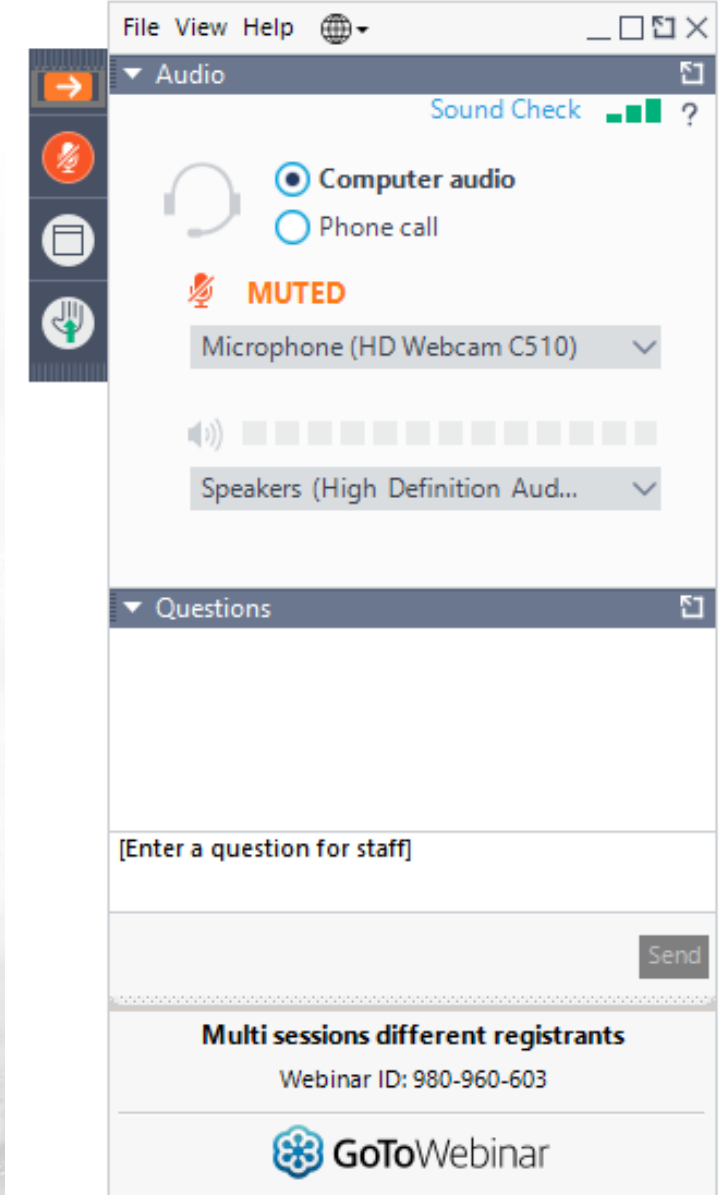 File View Help
Audio
Sound Check ?
Computer audio
Phone call
MUTED
Microphone (HD Webcam C510)
Speakers (High Definition Aud...
Questions
[Enter a question for staff]
Send
Multi sessions different registrants
Webinar ID: 980-960-603
GoToWebinar